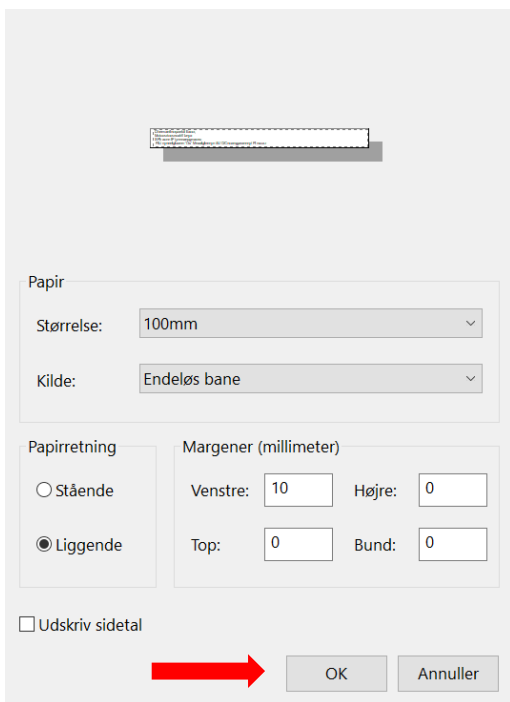 Papir
Størrelse: 100mm
Kilde: Endeløs bane
Papirretning Margener (millimeter)
Stående Venstre: 10 Højre: 0
Liggende Top: 0 Bund: 0
Udskriv sidetal
OK Annuller